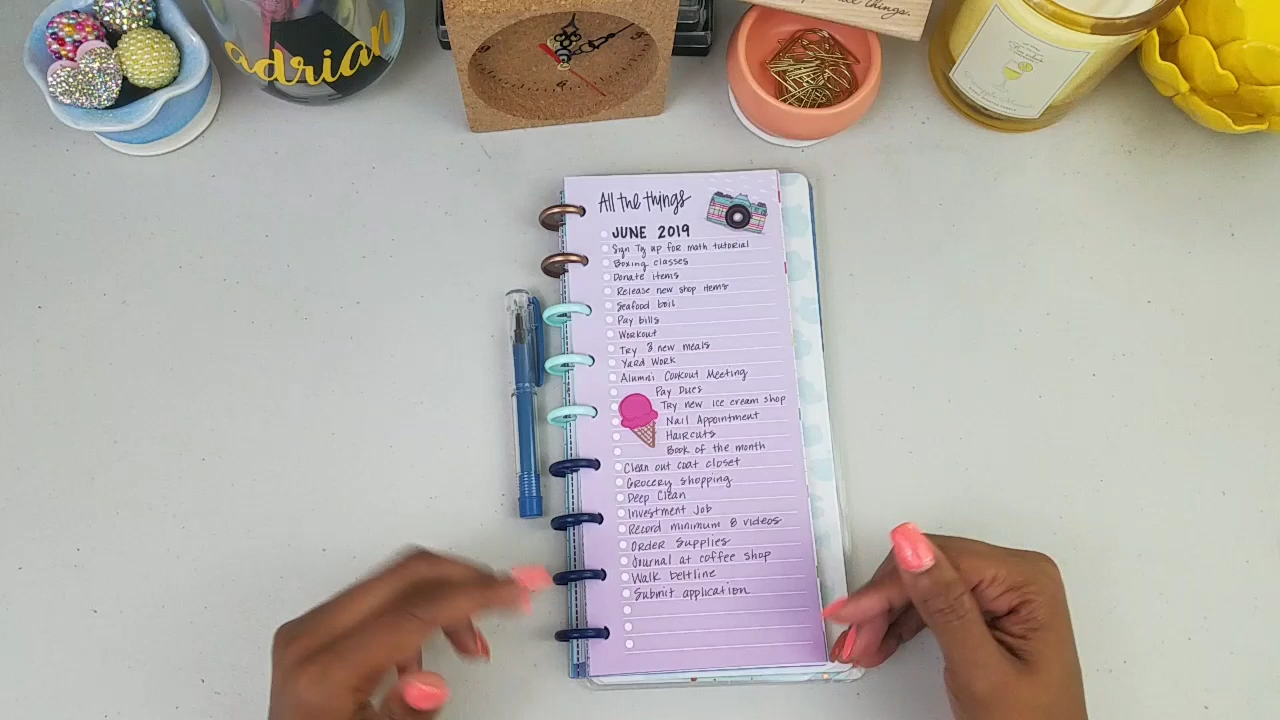 adrian
all things.
All the things
JUNE 2019
Sign Ty up for math tutorial
Boxing classes
Donate items
Release new shop items
Seafood boil
Pay bills
Workout
Try 3 new meals
Yard Work
Alumni Cookout Meeting
Pay Dues
Try new ice cream shop
Nail Appointment
Haircuts
Book of the month
Clean out coat closet
Grocery shopping
Deep Clean
Investment Job
Record minimum 8 videos
Order Supplies
Journal at coffee shop
Walk beltline
Submit application